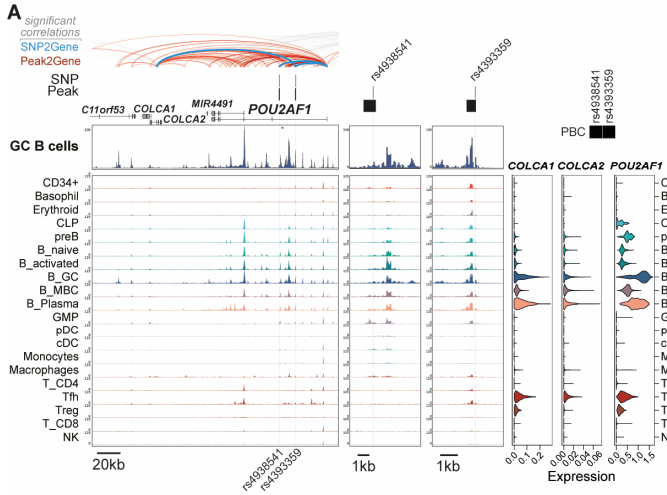 A
significant
correlations
SNP2Gene
Peak2Gene
SNP
Peak
rs4938541
rs4393359
rs4938541
rs4393359
PBC
C11orf53
COLCA1
MIR4491
COLCA2
POU2AF1
GC B cells
COLCA1
COLCA2
POU2AF1
CD34+
Basophil
Erythroid
CLP
preB
B_naive
B_activated
B_GC
B_MBC
B_Plasma
GMP
pDC
cDC
Monocytes
Macrophages
T_CD4
Tfh
Treg
T_CD8
NK
20kb
1kb
1kb
rs4938541
rs4393359
0.0
0.2
0.00
0.02
0.06
0.0
0.5
1.0
1.5
Expression